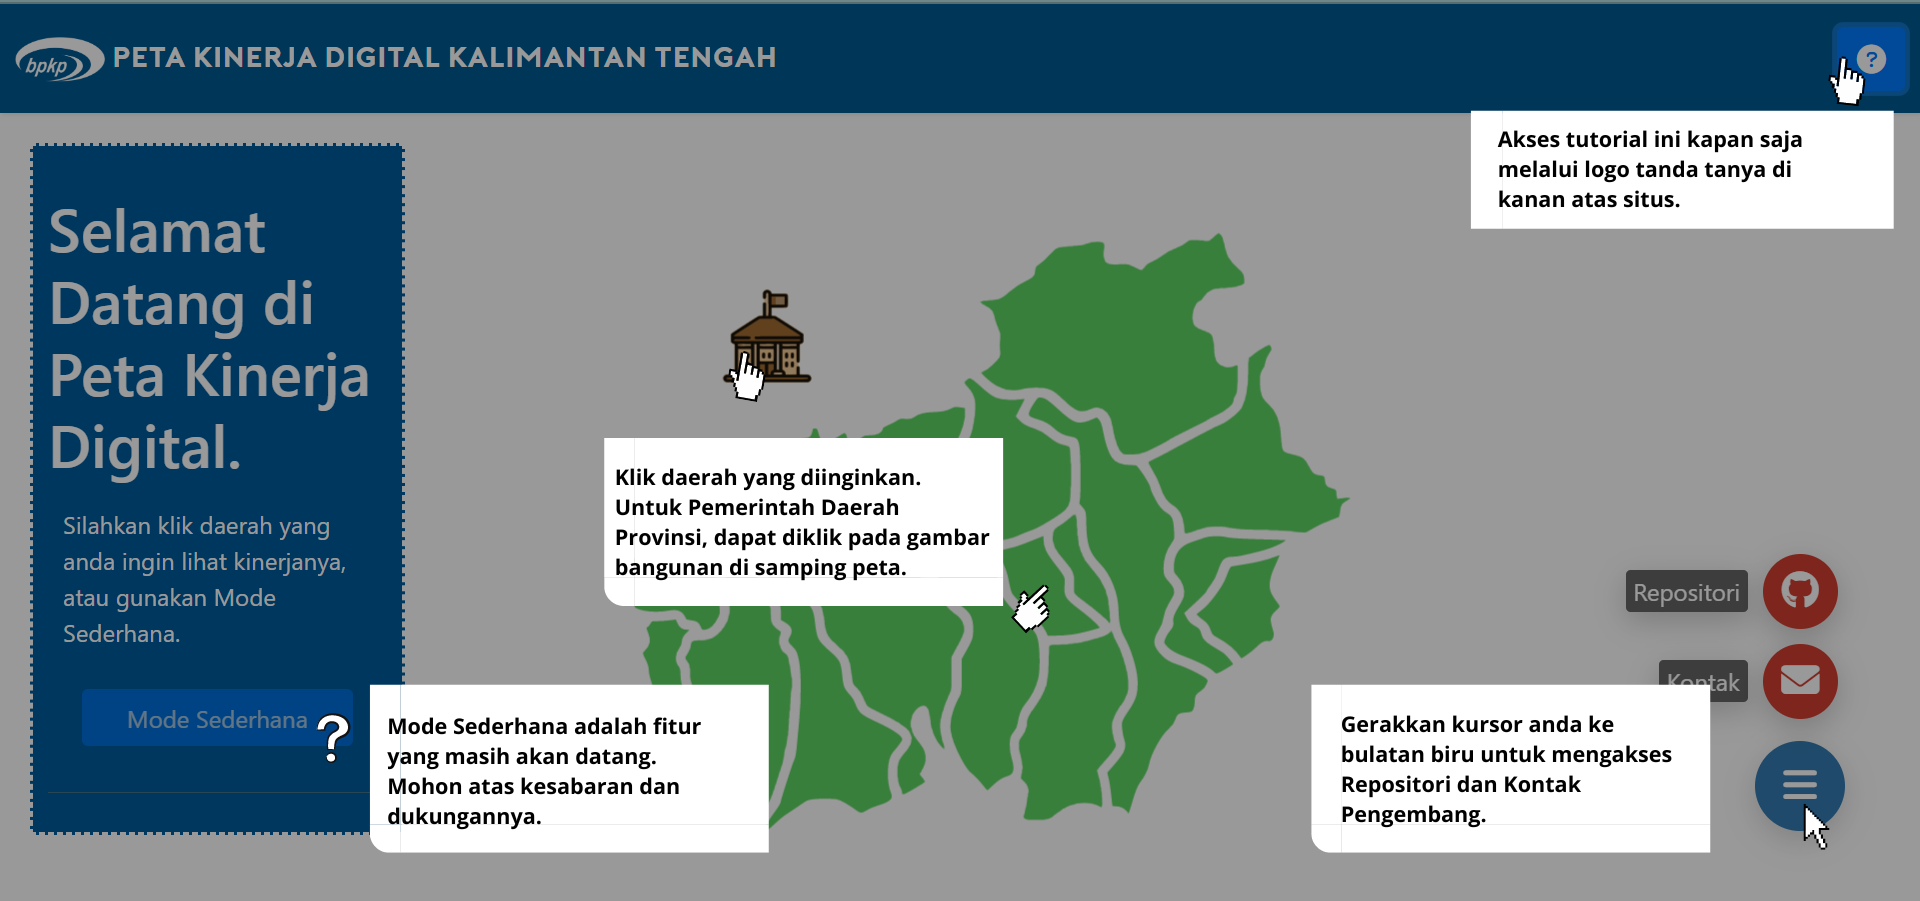 bpkp PETA KINERJA DIGITAL KALIMANTAN TENGAH
?
Akses tutorial ini kapan saja
melalui logo tanda tanya di
kanan atas situs.
Selamat
Datang di
Peta Kinerja
Digital.
Silahkan klik daerah yang
anda ingin lihat kinerjanya,
atau gunakan Mode
Sederhana.
Mode Sederhana
?
Klik daerah yang diinginkan.
Untuk Pemerintah Daerah
Provinsi, dapat diklik pada gambar
bangunan di samping peta.
Mode Sederhana adalah fitur
yang masih akan datang.
Mohon atas kesabaran dan
dukungannya.
Repositori
Kontak
Gerakkan kursor anda ke
bulatan biru untuk mengakses
Repositori dan Kontak
Pengembang.